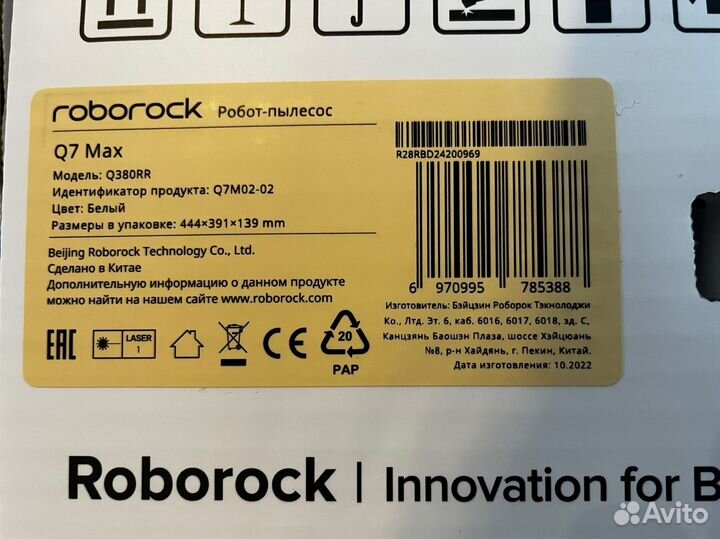 roborock Робот-пылесос
Q7 Max
Модель: Q380RR
Идентификатор продукта: Q7M02-02
Цвет: Белый
Размеры в упаковке: 444×391×139 mm
R28RBD24200969
Beijing Roborock Technology Co., Ltd.
Сделано в Китае
Дополнительную информацию о данном продукте
можно найти на нашем сайте www.roborock.com
6 970995 785388
Изготовитель: Бэйцзин Роборок Тэкнолоджи
Ко., Лтд. Эт. 6, каб. 6016, 6017, 6018, зд. С,
Канцзянь Баошэн Плаза, шоссе Хэйцюань
№8, р-н Хайдянь, г. Пекин, Китай.
Дата изготовления: 10.2022
EAC
LASER
1
CE
20
PAP
Roborock | Innovation for B
Avito